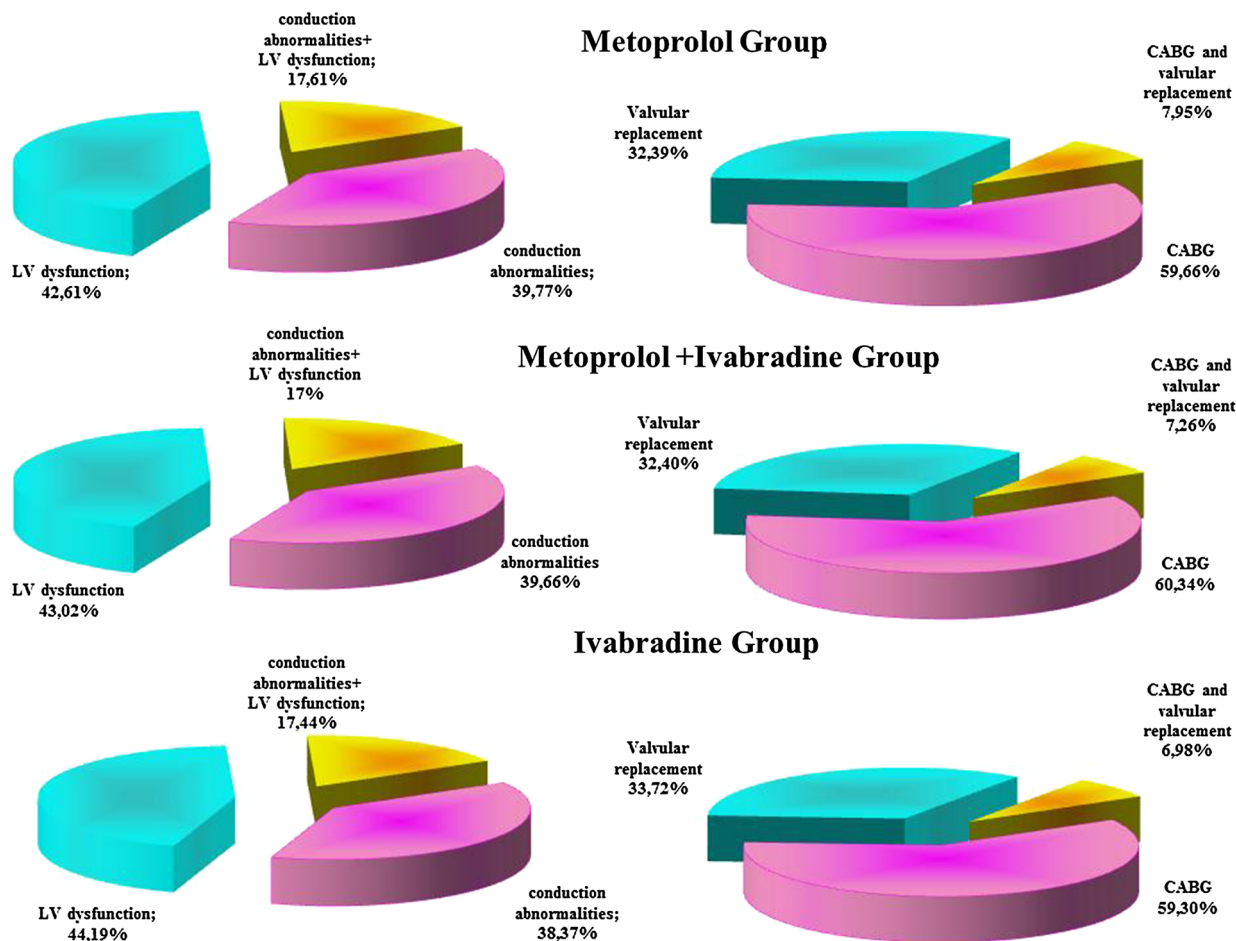 Metoprolol Group
conduction
abnormalities+
LV dysfunction;
17,61%
LV dysfunction;
42,61%
conduction
abnormalities;
39,77%
Valvular
replacement
32,39%
CABG and
valvular
replacement
7,95%
CABG
59,66%
Metoprolol +Ivabradine Group
conduction
abnormalities+
LV dysfunction
17%
LV dysfunction
43,02%
conduction
abnormalities
39,66%
Valvular
replacement
32,40%
CABG and
valvular
replacement
7,26%
CABG
60,34%
Ivabradine Group
conduction
abnormalities+
LV dysfunction;
17,44%
LV dysfunction;
44,19%
conduction
abnormalities;
38,37%
Valvular
replacement
33,72%
CABG and
valvular
replacement
6,98%
CABG
59,30%